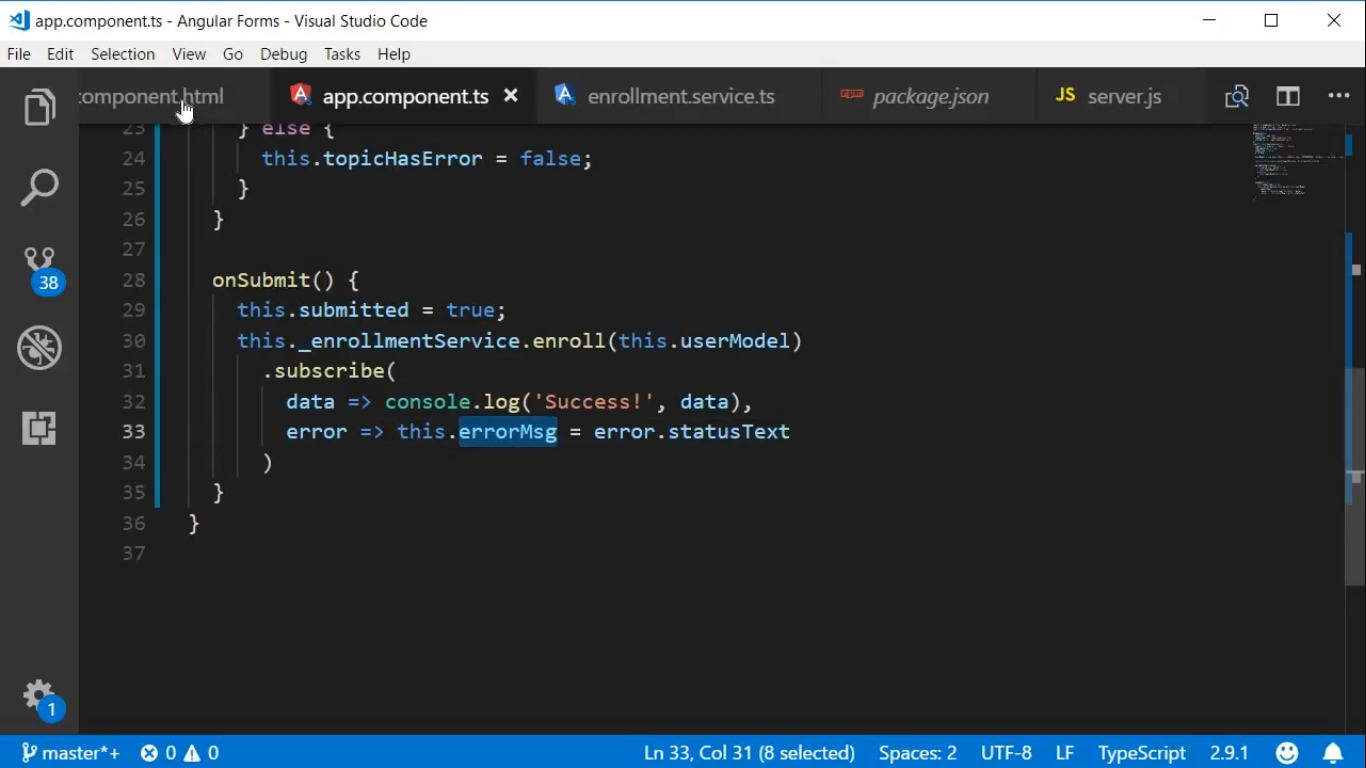 app.component.ts - Angular Forms - Visual Studio Code
File Edit Selection View Go Debug Tasks Help
component.html app.component.ts enrollment.service.ts package.json JS server.js
23 } else {
24 this.topicHasError = false;
25 }
26 }
27
28 onSubmit() {
29 this.submitted = true;
30 this._enrollmentService.enroll(this.userModel)
31 .subscribe(
32 data => console.log('Success!', data),
33 error => this.errorMsg = error.statusText
34 )
35 }
36 }
37
38
1
master*+ 0 0 Ln 33, Col 31 (8 selected) Spaces: 2 UTF-8 LF TypeScript 2.9.1